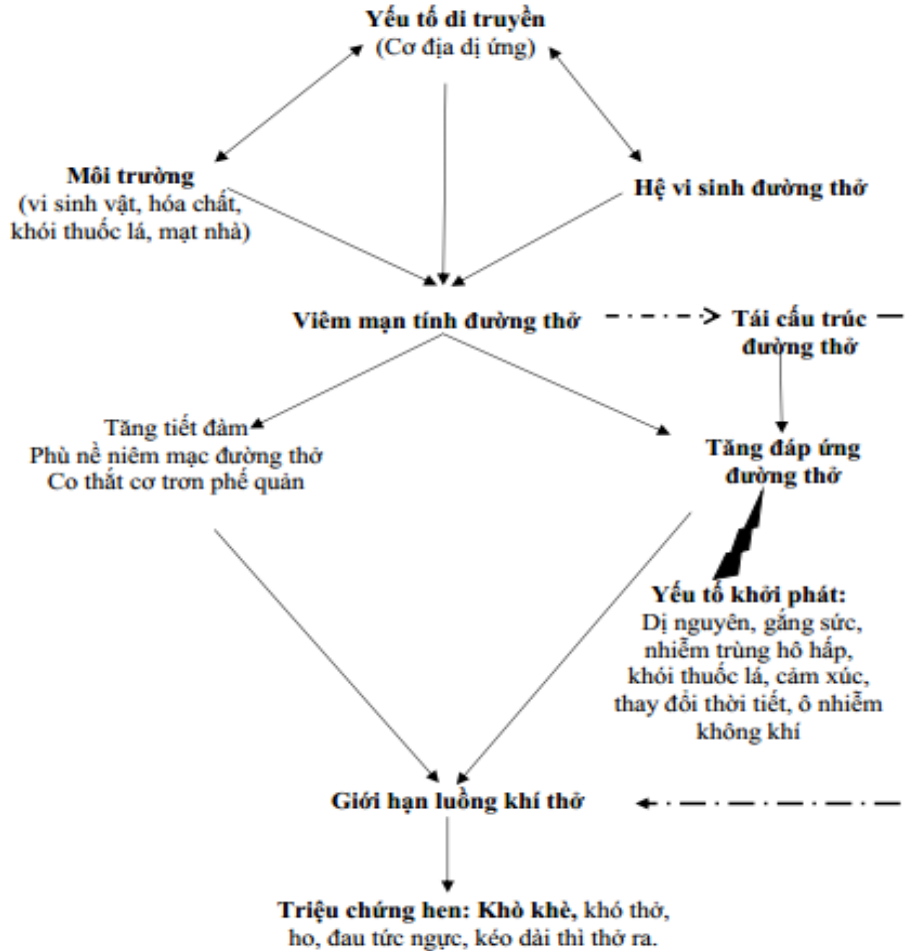 Yếu tố di truyền
(Cơ địa dị ứng)
Môi trường
(vi sinh vật, hóa chất,
khói thuốc lá, mạt nhà)
Hệ vi sinh đường thở
Viêm mạn tính đường thở
Tái cấu trúc
đường thở
Tăng tiết đàm
Phù nề niêm mạc đường thở
Co thắt cơ trơn phế quản
Tăng đáp ứng
đường thở
Yếu tố khởi phát:
Dị nguyên, gắng sức,
nhiễm trùng hô hấp,
khói thuốc lá, cảm xúc,
thay đổi thời tiết, ô nhiễm
không khí
Giới hạn luồng khí thở
Triệu chứng hen: Khò khè, khó thở,
ho, đau tức ngực, kéo dài thì thở ra.